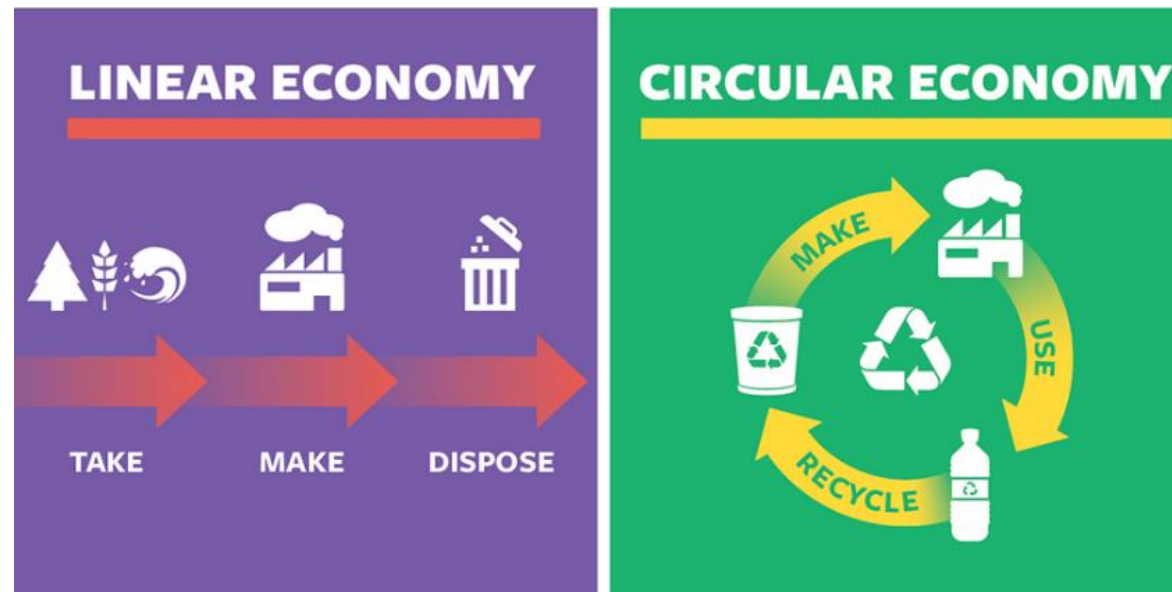 LINEAR ECONOMY
TAKE
MAKE
DISPOSE
CIRCULAR ECONOMY
MAKE
USE
RECYCLE